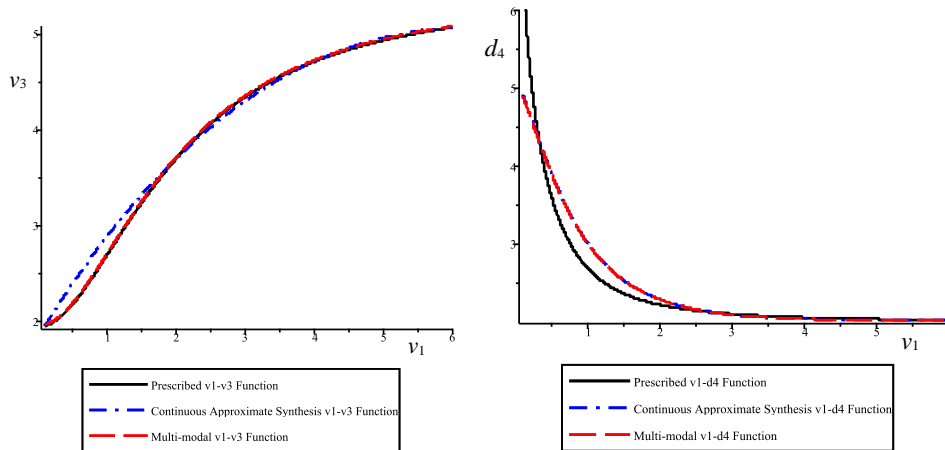 5
v3
4
3
2
1
2
3
4
5
6
v1
Prescribed v1-v3 Function
Continuous Approximate Synthesis v1-v3 Function
Multi-modal v1-v3 Function
6
d4
5
4
3
1
2
3
4
5
v1
Prescribed v1-d4 Function
Continuous Approximate Synthesis v1-d4 Function
Multi-modal v1-d4 Function